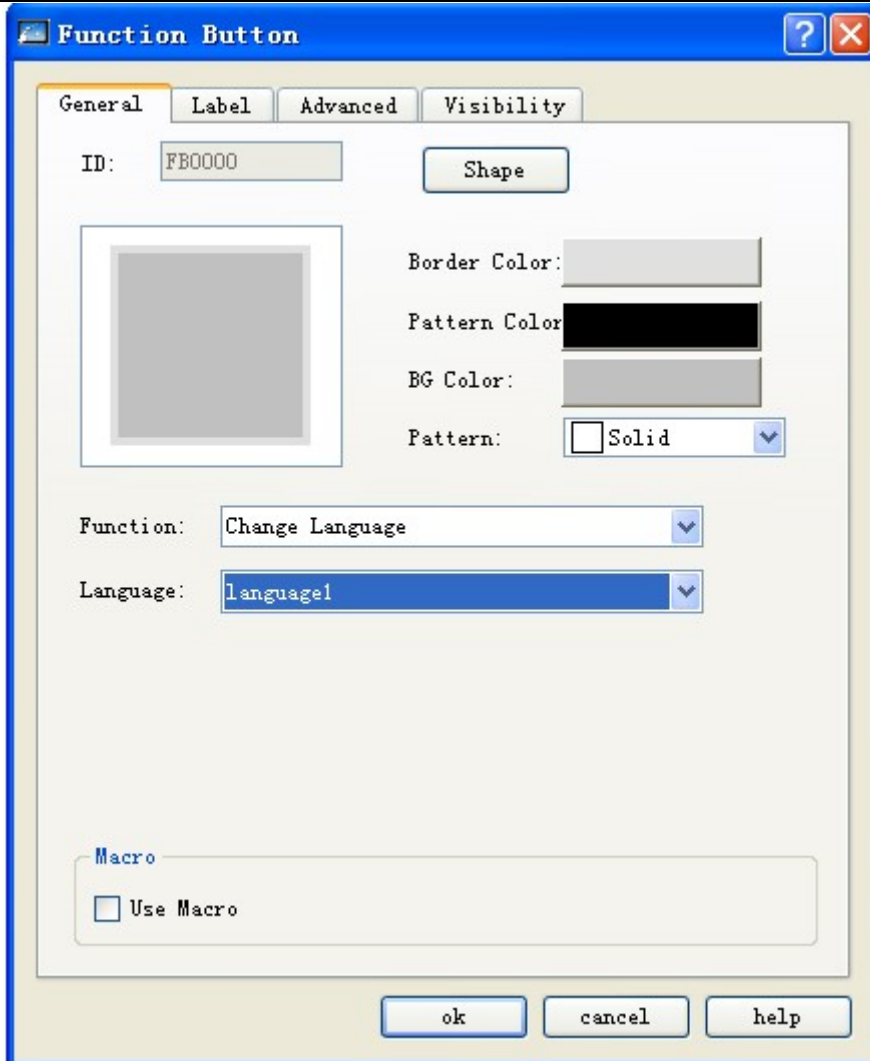 Function Button
General Label Advanced Visibility
ID: FB0000 Shape
Border Color:
Pattern Color
BG Color:
Pattern: Solid
Function: Change Language
Language: language1
Macro
Use Macro
ok cancel help